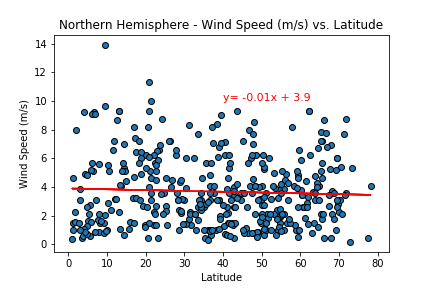 Northern Hemisphere - Wind Speed (m/s) vs. Latitude
14
12
10
8
6
4
2
0
Wind Speed (m/s)
y= -0.01x + 3.9
0 10 20 30 40 50 60 70 80
Latitude